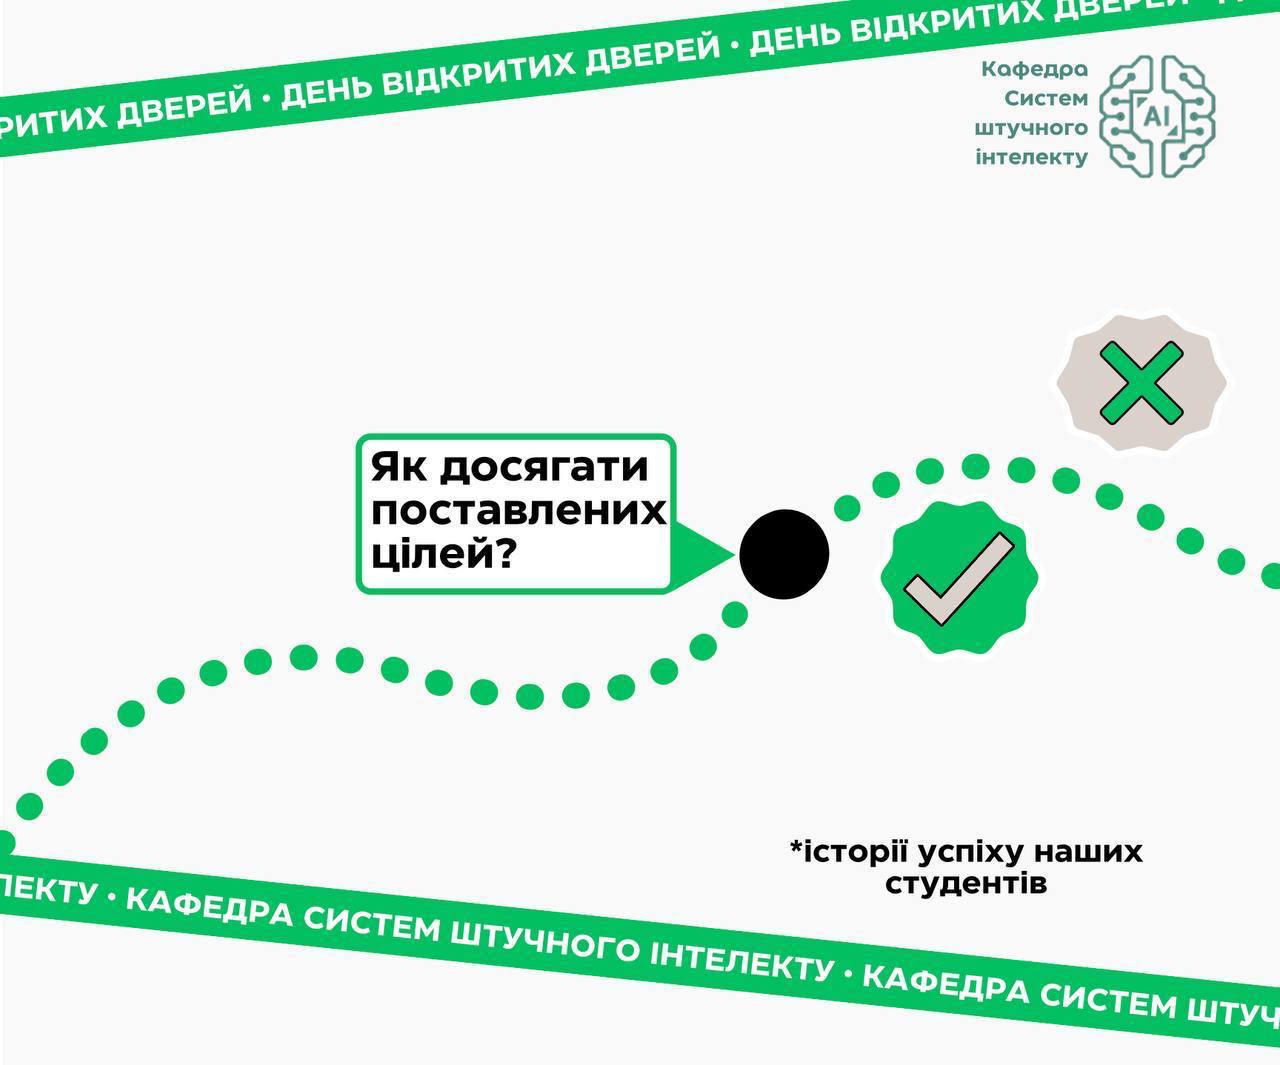 РИТИХ ДВЕРЕЙ • ДЕНЬ ВІДКРИТИХ ДВЕРЕЙ • ДЕНЬ ВІДКРИТИХ ДВЕРЕЙ •
Кафедра
Систем
штучного
інтелекту
AI
Як досягати
поставлених
цілей?
*історії успіху наших
студентів
ЛЕКТУ • КАФЕДРА СИСТЕМ ШТУЧНОГО ІНТЕЛЕКТУ • КАФЕДРА СИСТЕМ ШТУЧ